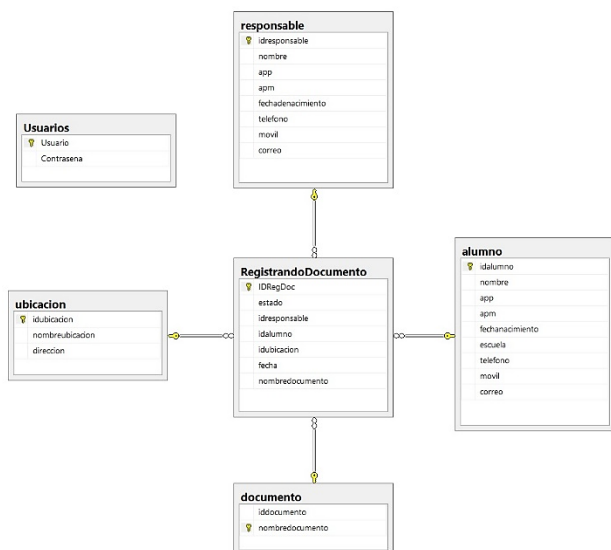 responsable
idresponsable
nombre
app
apm
fechadenacimiento
telefono
movil
correo
Usuarios
Usuario
Contrasena
RegistrandoDocumento
IDRegDoc
estado
idresponsable
idalumno
idubicacion
fecha
nombredocumento
alumno
idalumno
nombre
app
apm
fechanacimiento
escuela
telefono
movil
correo
ubicacion
idubicacion
nombreubicacion
direccion
documento
iddocumento
nombredocumento